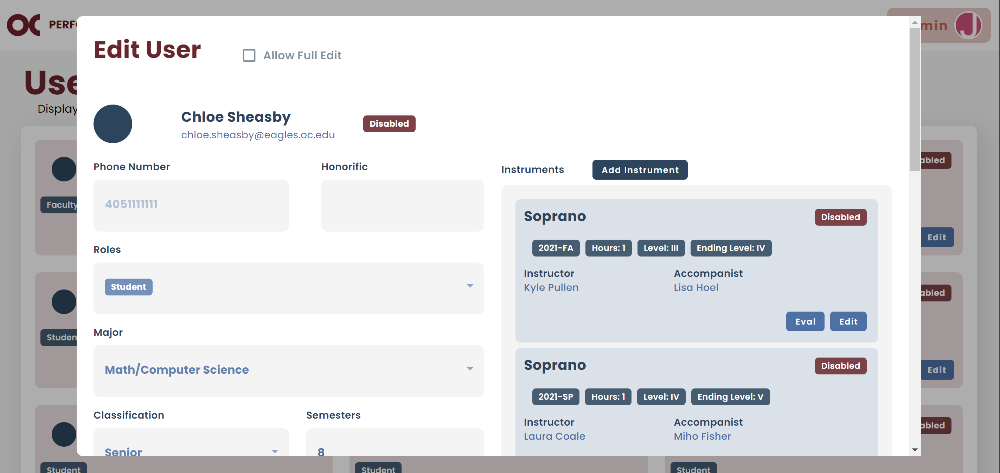 OC PERF
min J
Edit User
Allow Full Edit
Use
Display
Chloe Sheasby
chloe.sheasby@eagles.oc.edu
Disabled
Phone Number
Honorific
4051111111
Roles
Student
Major
Math/Computer Science
Classification
Semesters
Senior
8
Instruments
Add Instrument
Soprano
Disabled
2021-FA
Hours: 1
Level: III
Ending Level: IV
Instructor
Accompanist
Kyle Pullen
Lisa Hoel
Eval
Edit
Soprano
Disabled
2021-SP
Hours: 1
Level: IV
Ending Level: V
Instructor
Accompanist
Laura Coale
Miho Fisher
Faculty
abled
Edit
Studen
abled
Edit
abled
Student
Student
Student